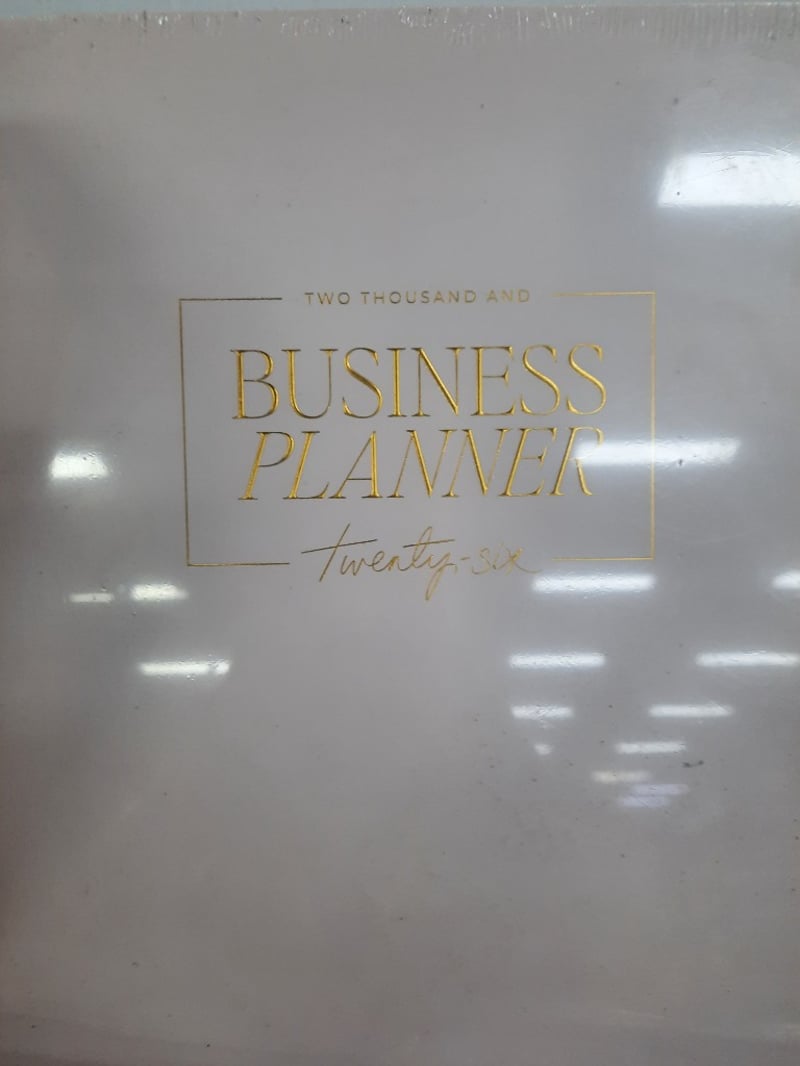 TWO THOUSAND AND
BUSINESS
PLANNER
twenty-six